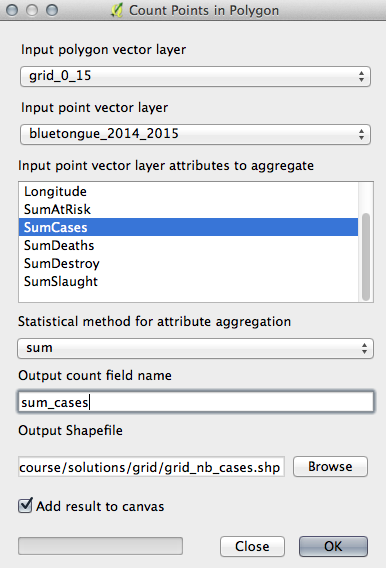 Count Points in Polygon
Input polygon vector layer
grid_0_15
Input point vector layer
bluetongue_2014_2015
Input point vector layer attributes to aggregate
Longitude
SumAtRisk
SumCases
SumDeaths
SumDestroy
SumSlaught
Statistical method for attribute aggregation
sum
Output count field name
sum_cases
Output Shapefile
course/solutions/grid/grid_nb_cases.shp
Browse
Add result to canvas
Close
OK